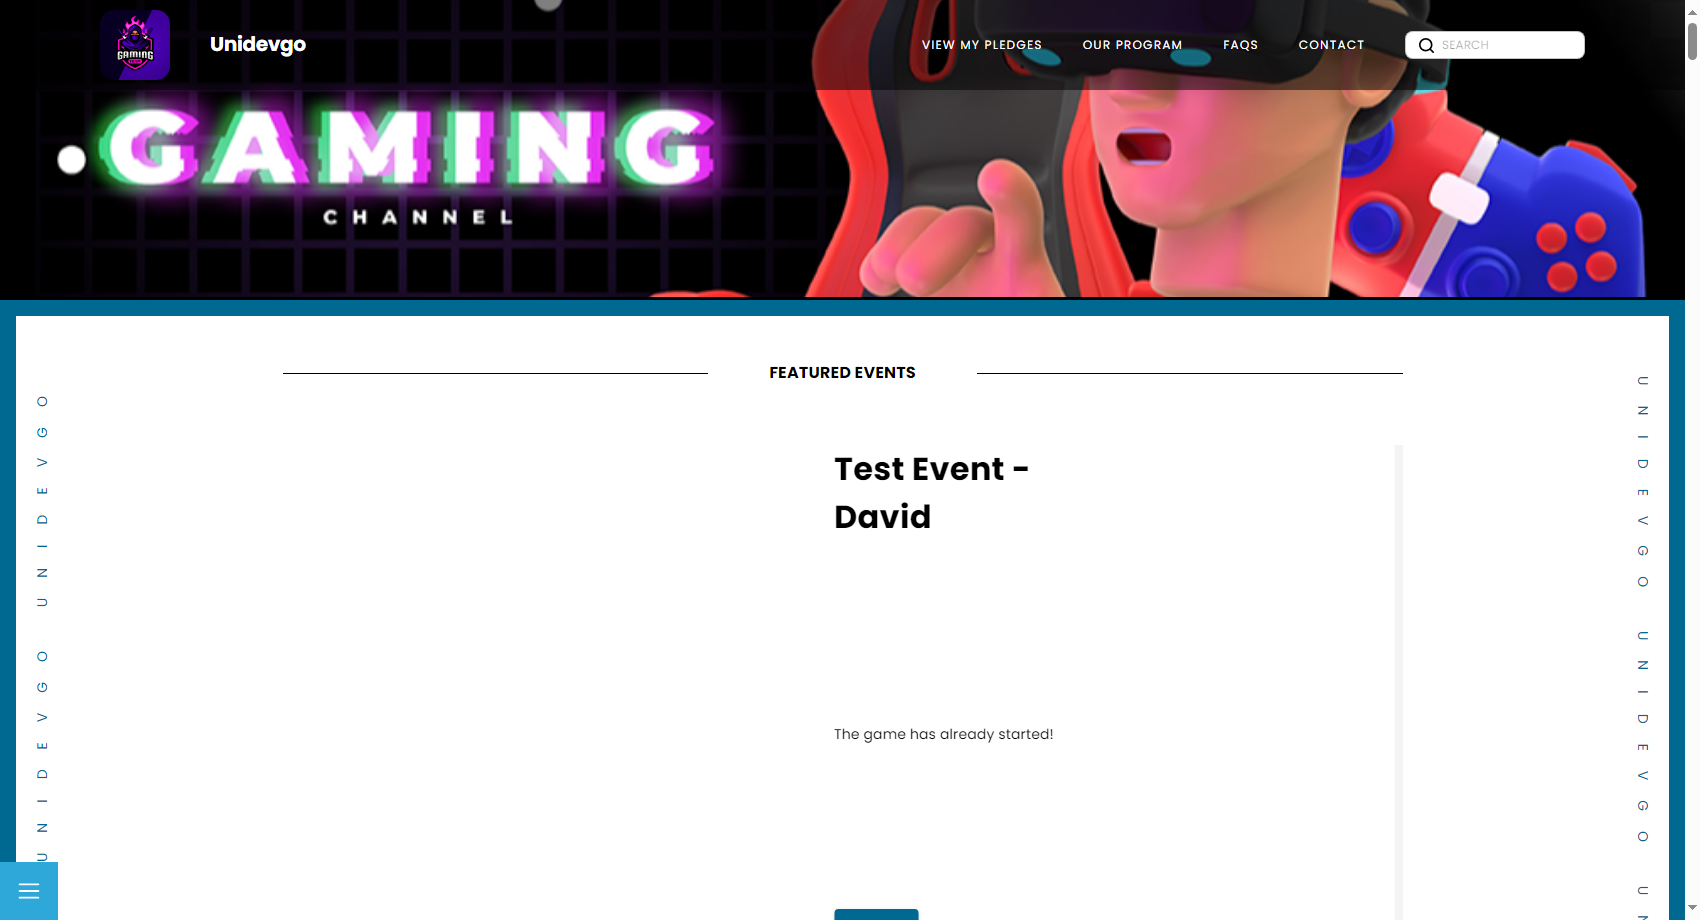 GAMING
Unidevgo
VIEW MY PLEDGES
OUR PROGRAM
FAQS
CONTACT
SEARCH
GAMING
CHANNEL
FEATURED EVENTS
UNIDEVGO UNIDEVGO
UNIDEVGO UNIDEVGO UN
Test Event -
David
The game has already started!